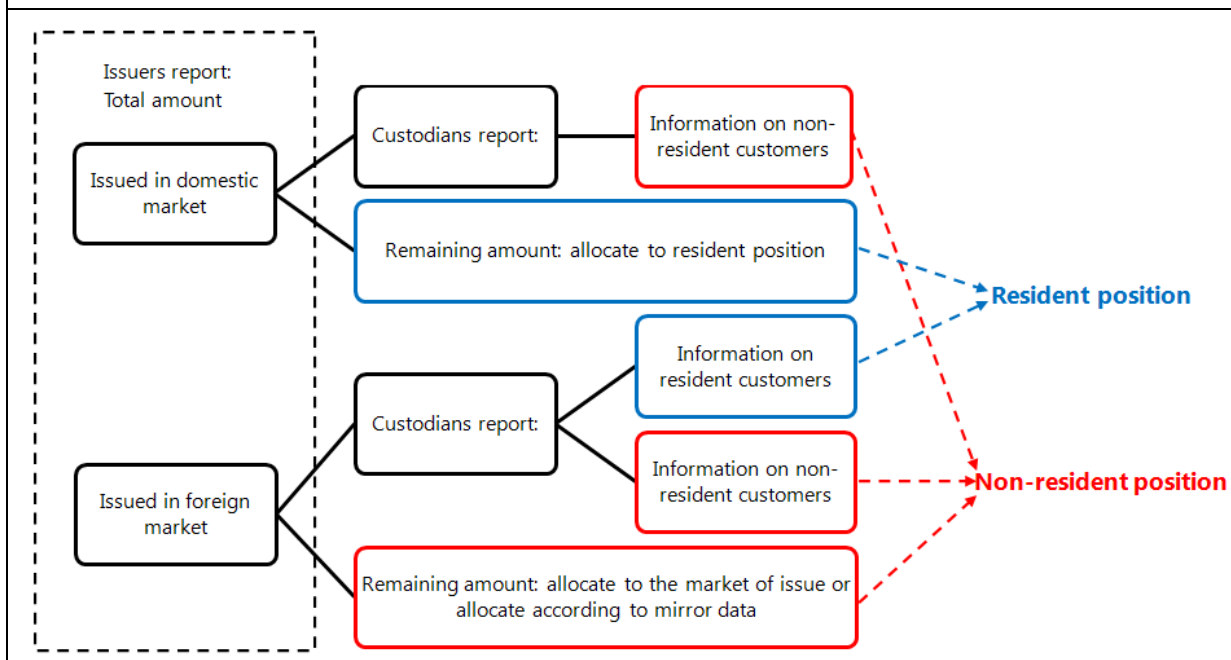 Issuers report:
Total amount
Issued in domestic
market
Custodians report:
Information on non-
resident customers
Remaining amount: allocate to resident position
Resident position
Information on
resident customers
Custodians report:
Information on non-
resident customers
Non-resident position
Issued in foreign
market
Remaining amount: allocate to the market of issue or
allocate according to mirror data